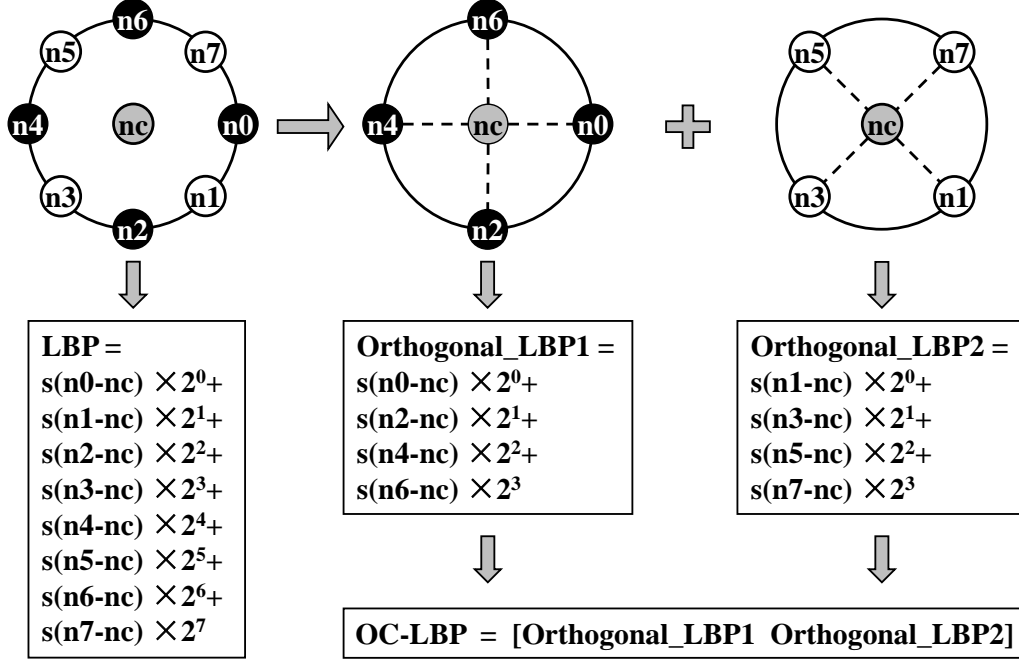 n6
n5 n7
n4 nc n0
n3 n1
n2
n6
n4 nc n0
n2
n5 n7
nc
n3 n1
LBP =
s(n0-nc) ×2⁰+
s(n1-nc) ×2¹+
s(n2-nc) ×2²+
s(n3-nc) ×2³+
s(n4-nc) ×2⁴+
s(n5-nc) ×2⁵+
s(n6-nc) ×2⁶+
s(n7-nc) ×2⁷
Orthogonal_LBP1 =
s(n0-nc) ×2⁰+
s(n2-nc) ×2¹+
s(n4-nc) ×2²+
s(n6-nc) ×2³
Orthogonal_LBP2 =
s(n1-nc) ×2⁰+
s(n3-nc) ×2¹+
s(n5-nc) ×2²+
s(n7-nc) ×2³
OC-LBP = [Orthogonal_LBP1 Orthogonal_LBP2]